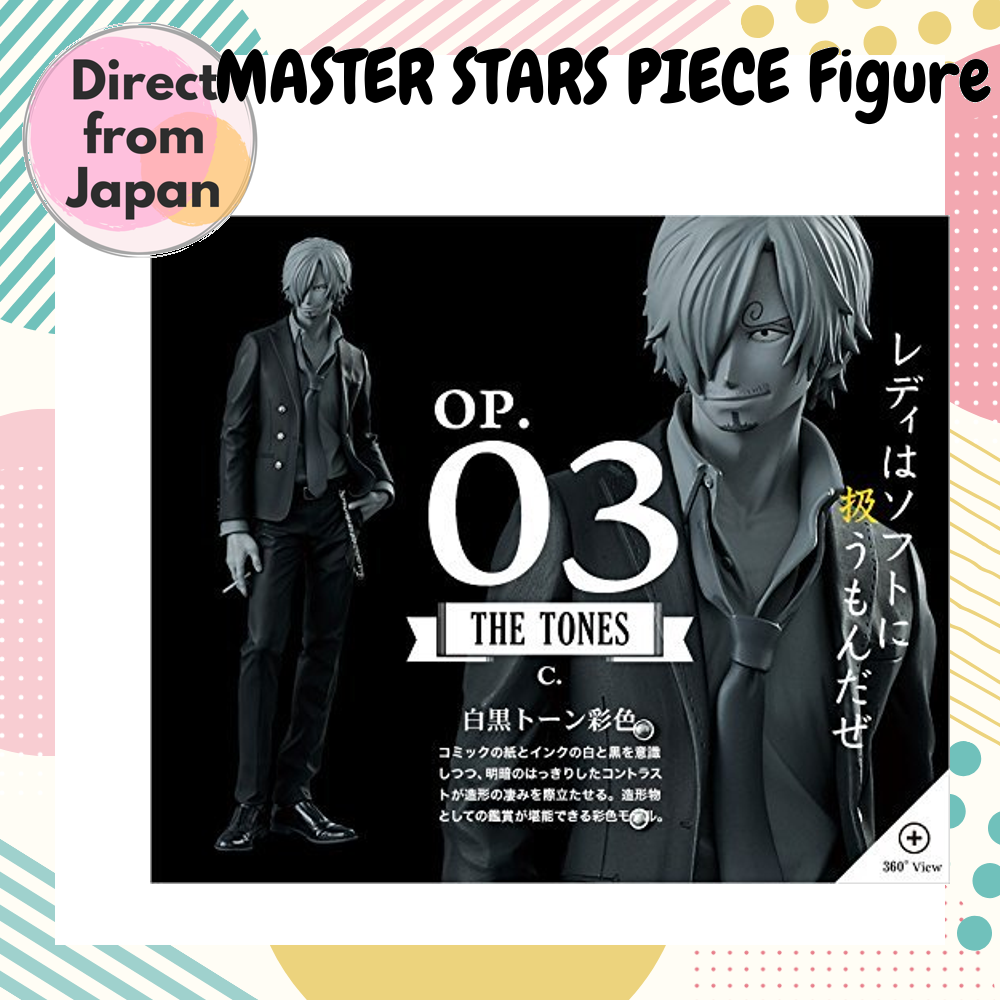 Direct
from
Japan
MASTER STARS PIECE Figure
OP.
03
THE TONES
C.
白黒トーン彩色
コミックの紙とインクの白と黒を意識
しつつ、明暗のはっきりしたコントラス
トが造形の凄みを際立たせる。造形物
としての鑑賞が堪能できる彩色モデル。
レディはソフトに
扱うもんだぜ
360° View